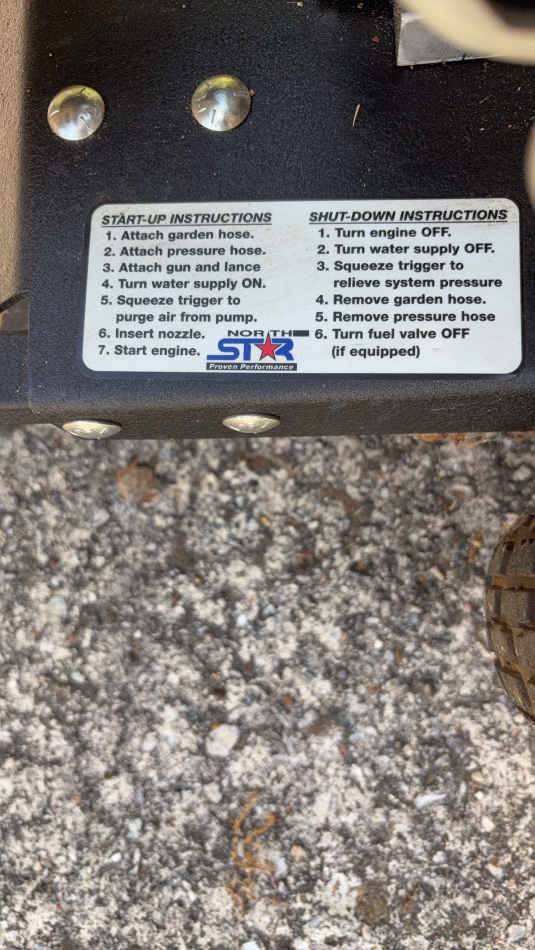 START-UP INSTRUCTIONS
1. Attach garden hose.
2. Attach pressure hose.
3. Attach gun and lance
4. Turn water supply ON.
5. Squeeze trigger to
purge air from pump.
6. Insert nozzle.
7. Start engine.
NORTH
STAR
Proven Performance
SHUT-DOWN INSTRUCTIONS
1. Turn engine OFF.
2. Turn water supply OFF.
3. Squeeze trigger to
relieve system pressure
4. Remove garden hose.
5. Remove pressure hose
6. Turn fuel valve OFF
(if equipped)